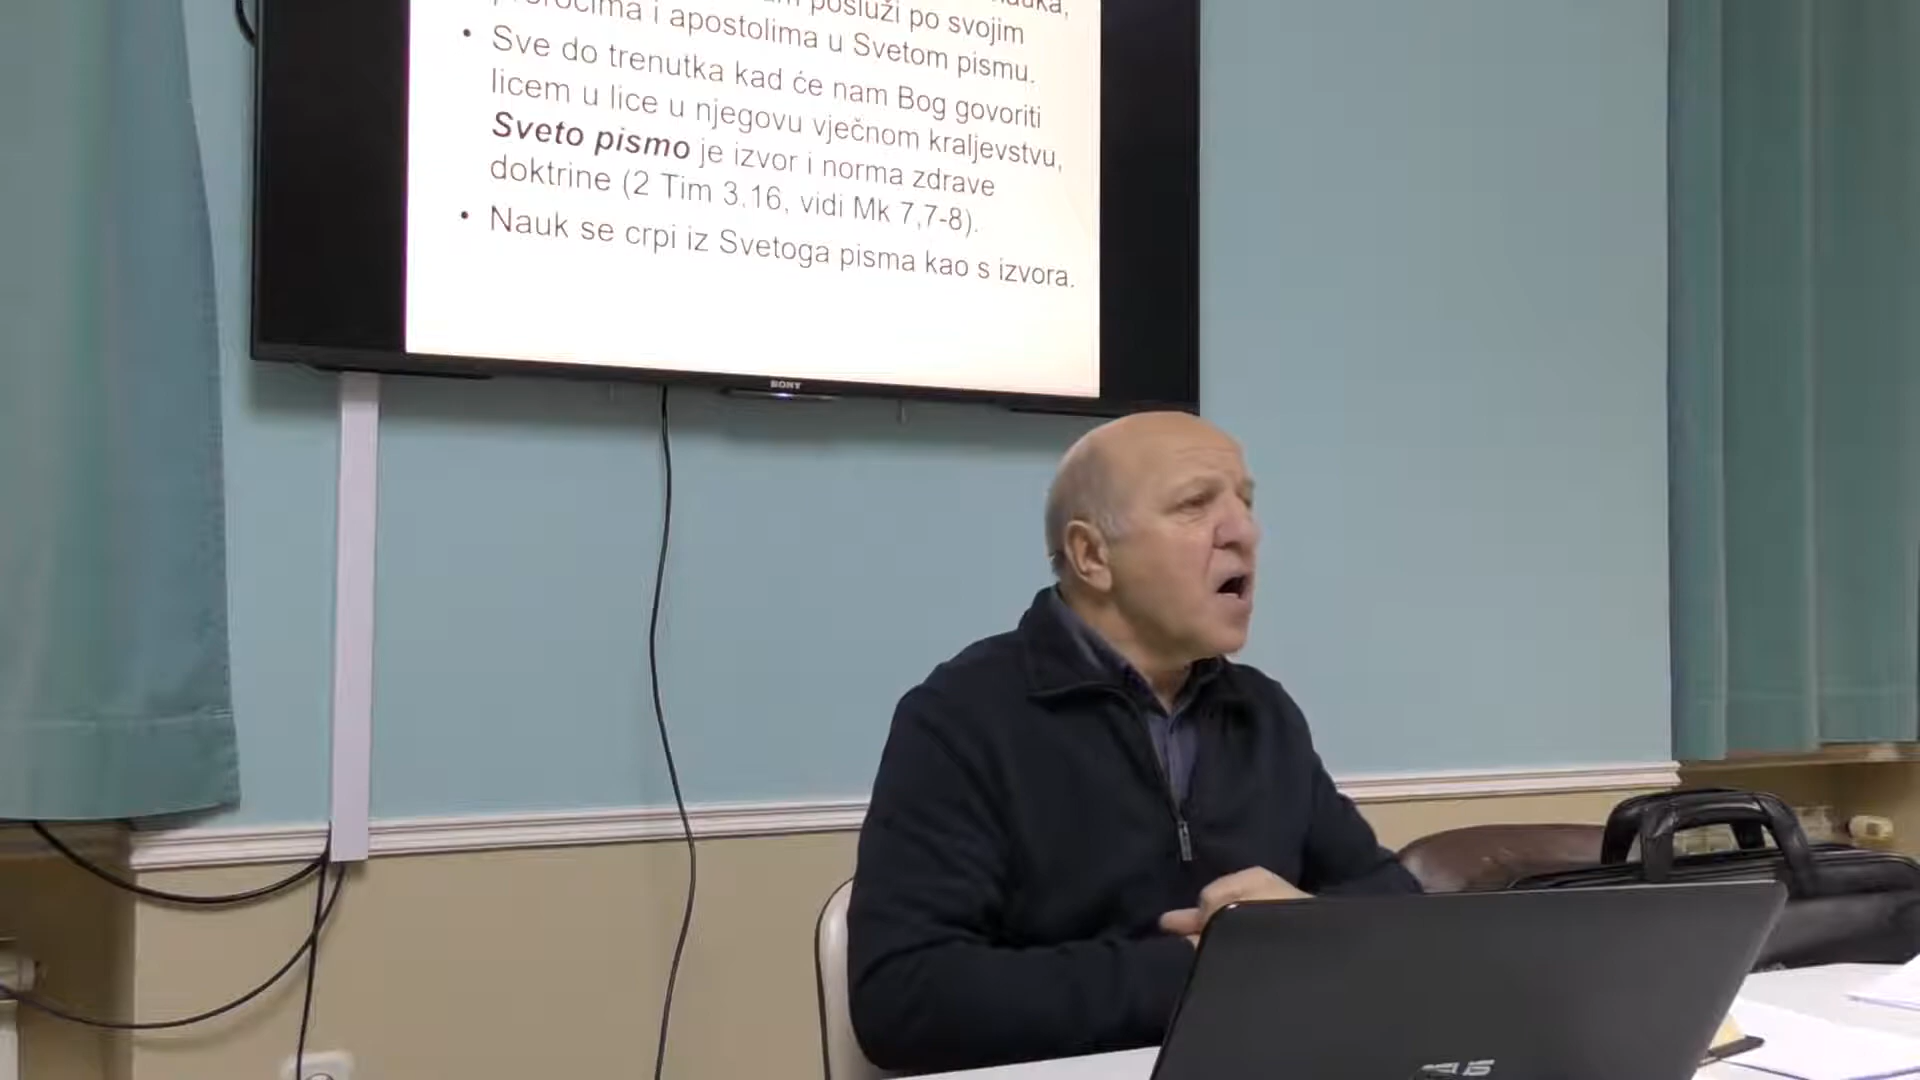 posluži po svojim
i apostolima u Svetom pismu.
• Sve do trenutka kad će nam Bog govoriti
licem u lice u njegovu vječnom kraljevstvu,
Sveto pismo je izvor i norma zdrave
doktrine (2 Tim 3,16, vidi Mk 7,7-8).
• Nauk se crpi iz Svetoga pisma kao s izvora.
SONY
ASUS